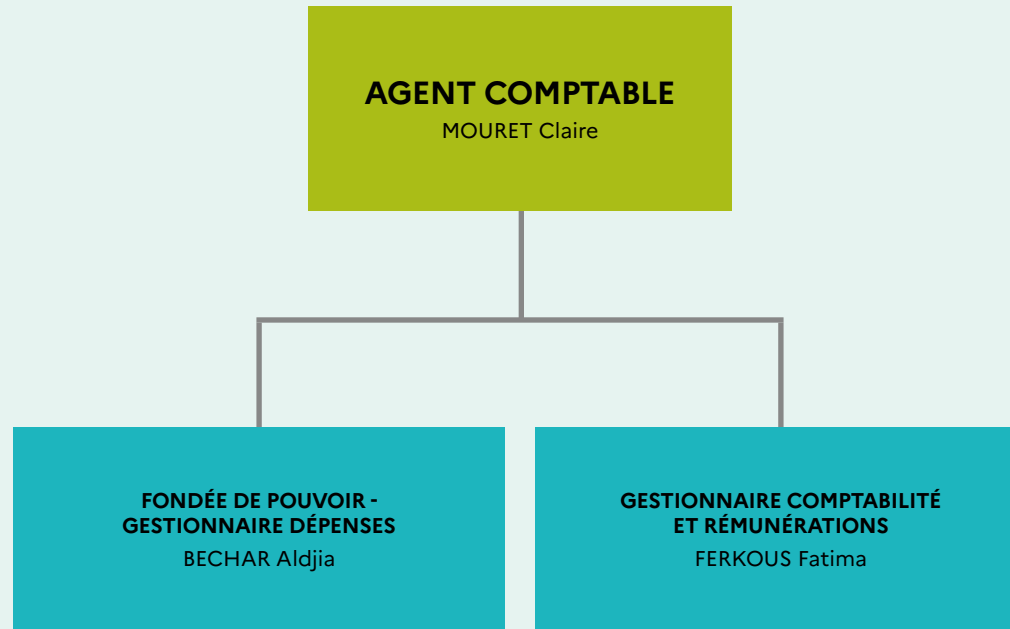 AGENT COMPTABLE
MOURET Claire
FONDÉE DE POUVOIR -
GESTIONNAIRE DÉPENSES
BECHAR Aldjia
GESTIONNAIRE COMPTABILITÉ
ET RÉMUNÉRATIONS
FERKOUS Fatima